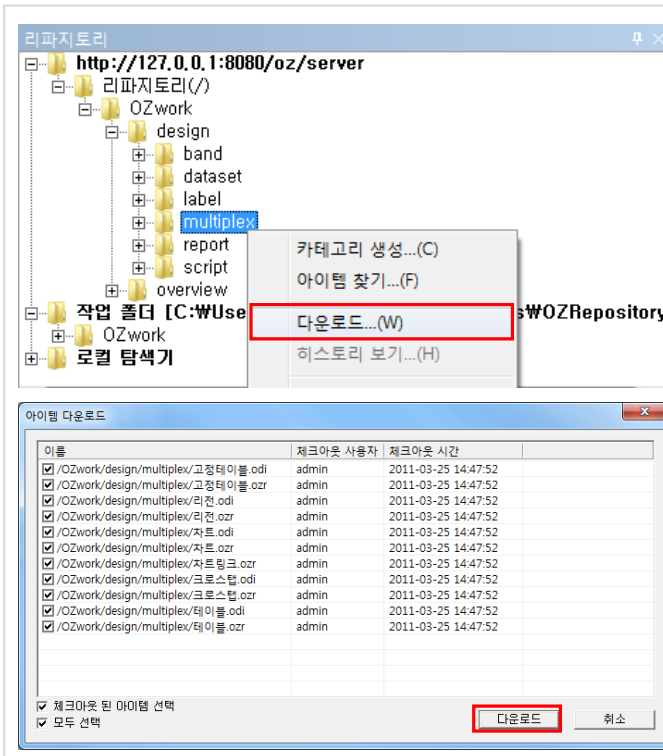 리파지토리
http://127.0.0.1:8080/oz/server
리파지토리(/)
OZwork
design
band
dataset
label
multiplex
report
script
overview
카테고리 생성...(C)
아이템 찾기...(F)
다운로드...(W)
히스토리 보기...(H)
작업 폴더 [C:₩Use s₩OZRepository
OZwork
로컬 탐색기
아이템 다운로드
이름 체크아웃 사용자 체크아웃 시간
/OZwork/design/multiplex/고정테이블.odi admin 2011-03-25 14:47:52
/OZwork/design/multiplex/고정테이블.ozr admin 2011-03-25 14:47:52
/OZwork/design/multiplex/리전.odi admin 2011-03-25 14:47:52
/OZwork/design/multiplex/리전.ozr admin 2011-03-25 14:47:52
/OZwork/design/multiplex/차트.odi admin 2011-03-25 14:47:52
/OZwork/design/multiplex/차트.ozr admin 2011-03-25 14:47:52
/OZwork/design/multiplex/차트링크.ozr admin 2011-03-25 14:47:52
/OZwork/design/multiplex/크로스탭.odi admin 2011-03-25 14:47:52
/OZwork/design/multiplex/크로스탭.ozr admin 2011-03-25 14:47:52
/OZwork/design/multiplex/테이블.odi admin 2011-03-25 14:47:52
/OZwork/design/multiplex/테이블.ozr admin 2011-03-25 14:47:52
체크아웃 된 아이템 선택
모두 선택
다운로드 취소